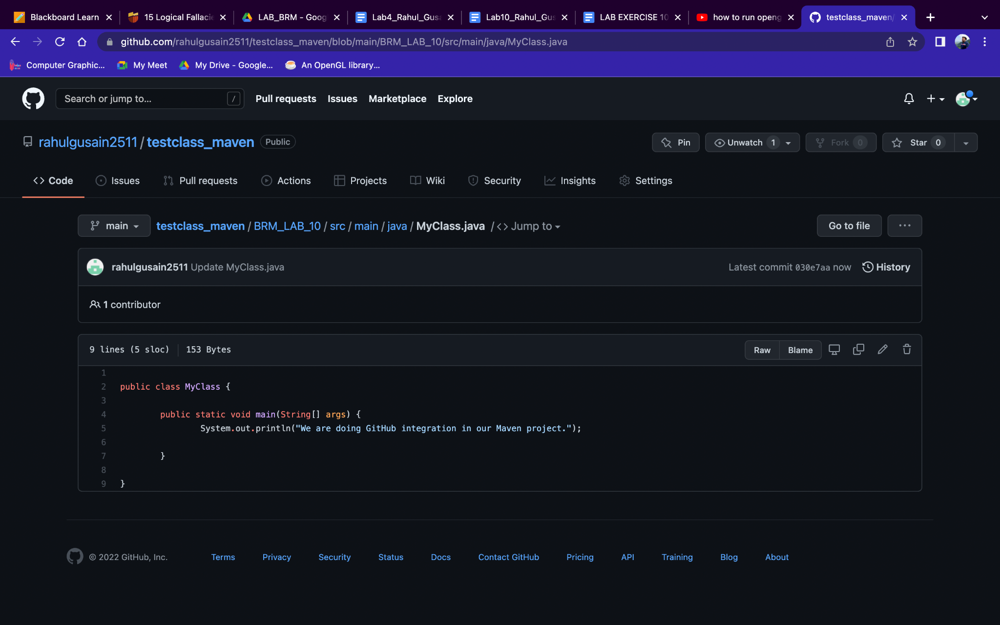 Blackboard Learn
15 Logical Fallacie
LAB_BRM - Goog
Lab4_Rahul_Gusa
Lab10_Rahul_Gus
LAB EXERCISE 10
how to run openg
testclass_maven/
github.com/rahulgusain2511/testclass_maven/blob/main/BRM_LAB_10/src/main/java/MyClass.java
Computer Graphic...
My Meet
My Drive - Google...
An OpenGL library...
Search or jump to... /
Pull requests
Issues
Marketplace
Explore
rahulgusain2511 / testclass_maven Public
Pin
Unwatch 1
Fork 0
Star 0
Code
Issues
Pull requests
Actions
Projects
Wiki
Security
Insights
Settings
main
testclass_maven / BRM_LAB_10 / src / main / java / MyClass.java / <> Jump to
Go to file
...
rahulgusain2511 Update MyClass.java
Latest commit 030e7aa now
History
1 contributor
9 lines (5 sloc) | 153 Bytes
Raw
Blame
1
2 public class MyClass {
3
4 public static void main(String[] args) {
5 System.out.println("We are doing GitHub integration in our Maven project.");
6
7 }
8
9 }
© 2022 GitHub, Inc.
Terms
Privacy
Security
Status
Docs
Contact GitHub
Pricing
API
Training
Blog
About